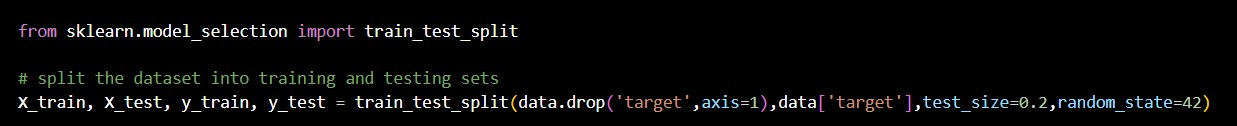 from sklearn.model_selection import train_test_split
# split the dataset into training and testing sets
X_train, X_test, y_train, y_test = train_test_split(data.drop('target',axis=1),data['target'],test_size=0.2,random_state=42)